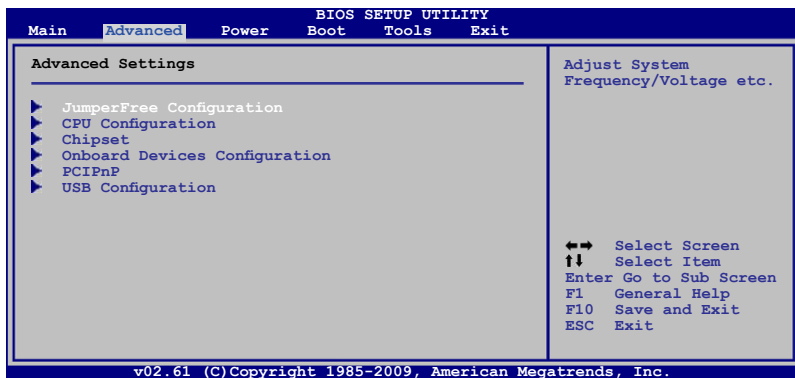 BIOS SETUP UTILITY
Main Advanced Power Boot Tools Exit
Advanced Settings
JumperFree Configuration
CPU Configuration
Chipset
Onboard Devices Configuration
PCIPnP
USB Configuration
Adjust System
Frequency/Voltage etc.
Select Screen
Select Item
Enter Go to Sub Screen
F1 General Help
F10 Save and Exit
ESC Exit
v02.61 (C)Copyright 1985-2009, American Megatrends, Inc.